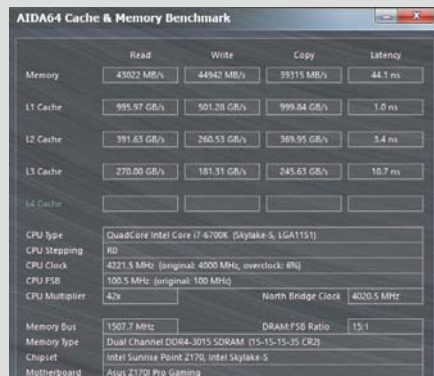 AIDA64 Cache & Memory Benchmark
Read Write Copy Latency
Memory 43022 MB/s 44942 MB/s 39315 MB/s 44.1 ns
L1 Cache 995.97 GB/s 501.28 GB/s 999.84 GB/s 1.0 ns
L2 Cache 391.63 GB/s 260.53 GB/s 369.95 GB/s 3.4 ns
L3 Cache 270.00 GB/s 181.31 GB/s 245.63 GB/s 10.7 ns
L4 Cache
CPU Type QuadCore Intel Core i7-6700K (Skylake-S, LGA1151)
CPU Stepping R0
CPU Clock 4221.5 MHz (original: 4000 MHz, overclock: 6%)
CPU FSB 100.5 MHz (original: 100 MHz)
CPU Multiplier 42x North Bridge Clock 4020.5 MHz
Memory Bus 1507.7 MHz DRAM:FSB Ratio 15:1
Memory Type Dual Channel DDR4-3015 SDRAM (15-15-15-35 CR2)
Chipset Intel Sunrise Point Z170, Intel Skylake-S
Motherboard Asus Z170I Pro Gaming